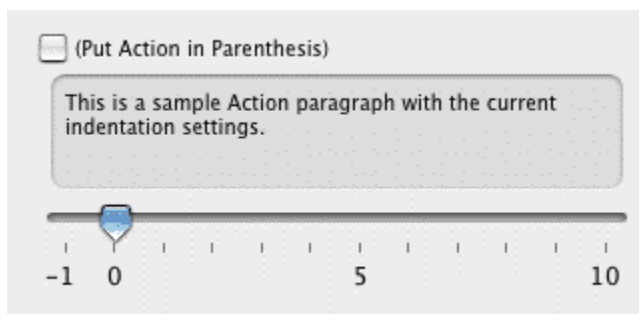 (Put Action in Parenthesis)
This is a sample Action paragraph with the current
indentation settings.
-1 0 5 10